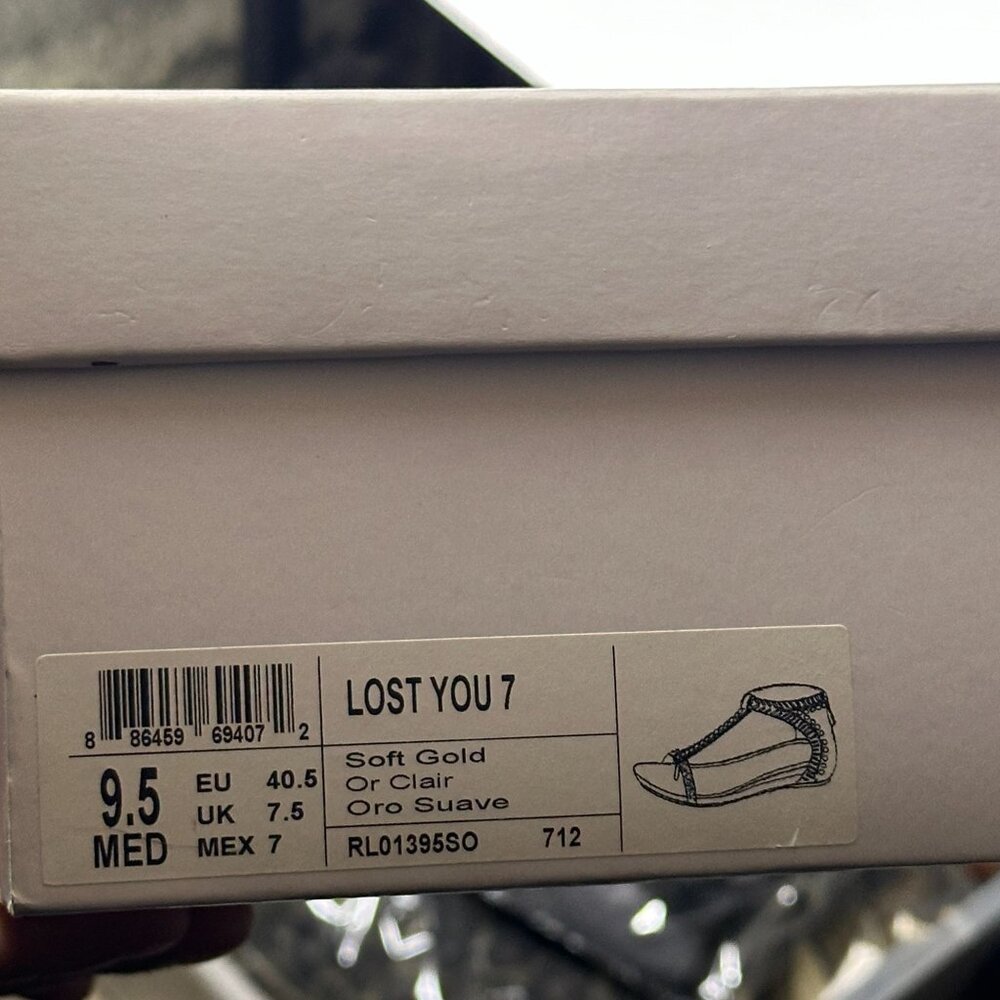 8 86459 69407 2
9.5
MED
EU 40.5
UK 7.5
MEX 7
LOST YOU 7
Soft Gold
Or Clair
Oro Suave
RL01395SO 712